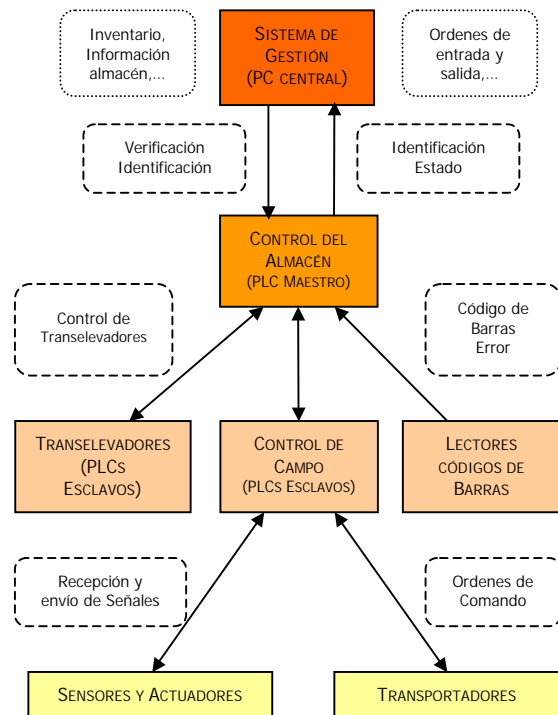 Inventario,
Información
almacén,...
SISTEMA DE
GESTIÓN
(PC CENTRAL)
Ordenes de
entrada y
salida,...
Verificación
Identificación
Identificación
Estado
CONTROL DEL
ALMACÉN
(PLC MAESTRO)
Control de
Transelevadores
Código de
Barras
Error
TRANSELEVADORES
(PLCS
ESCLAVOS)
CONTROL DE
CAMPO
(PLCS ESCLAVOS)
LECTORES
CÓDIGOS DE
BARRAS
Recepción y
envío de Señales
Ordenes de
Comando
SENSORES Y ACTUADORES
TRANSPORTADORES